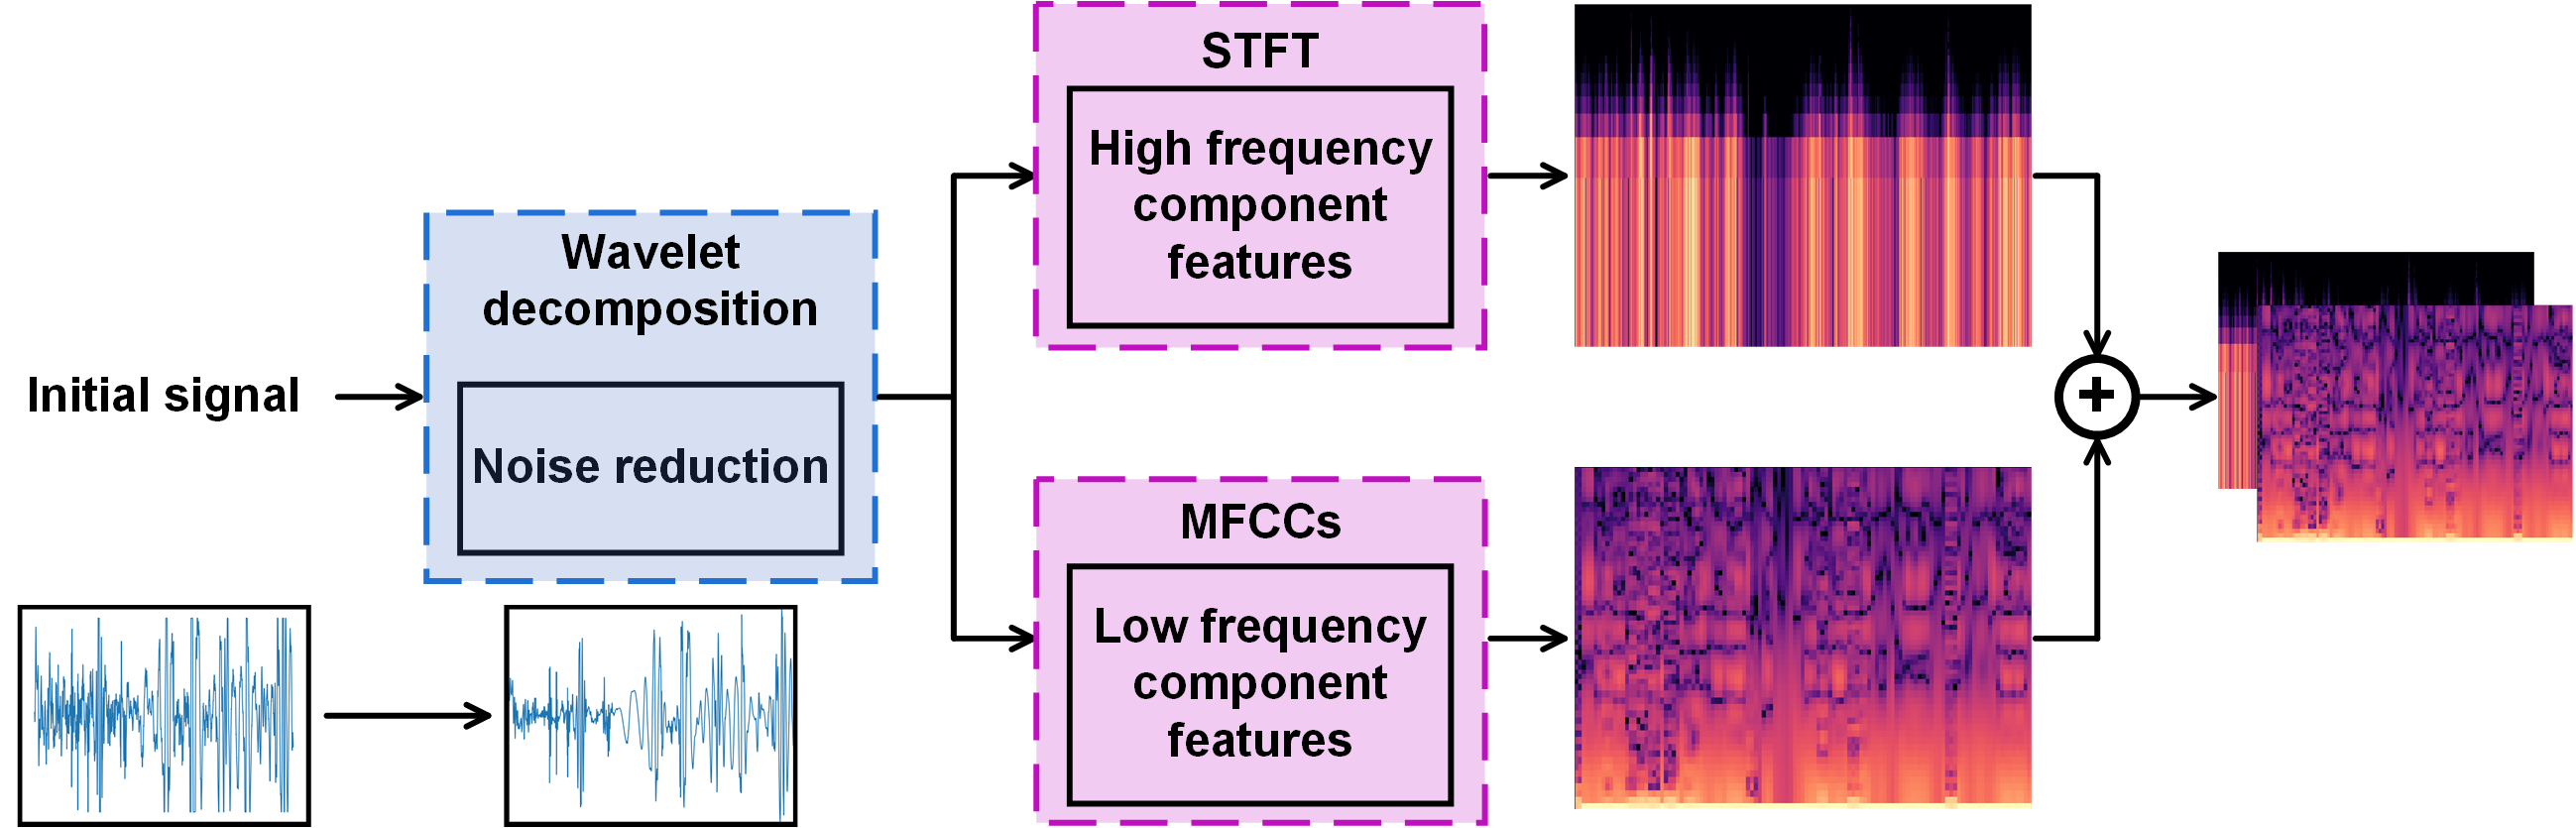 Initial signal
Wavelet
decomposition
Noise reduction
STFT
High frequency
component
features
MFCCs
Low frequency
component
features
+